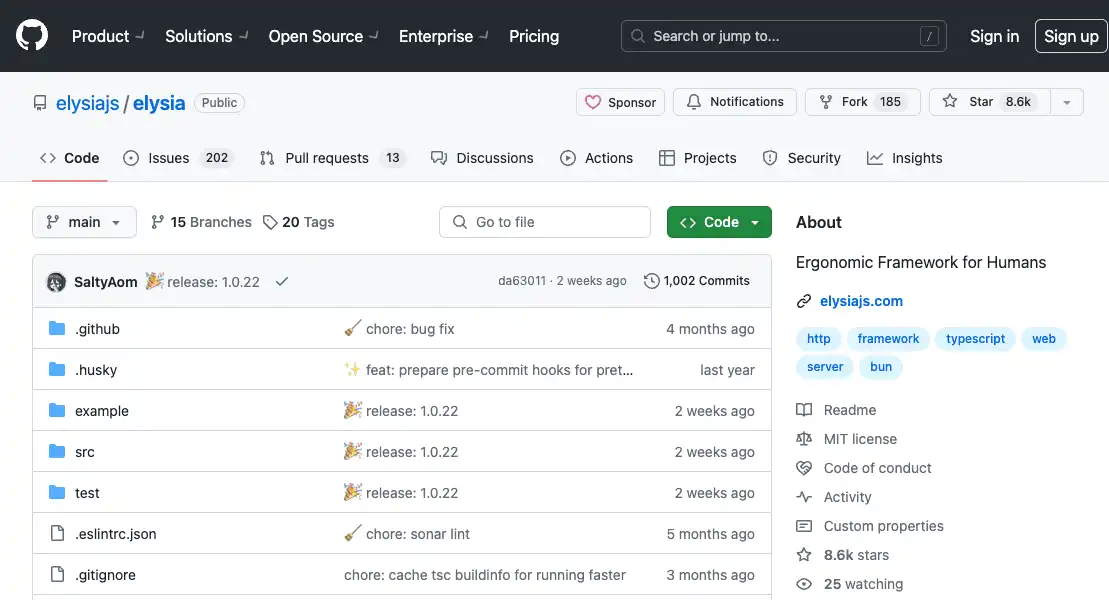 Product Solutions Open Source Enterprise Pricing Search or jump to... / Sign in Sign up
elysiajs / elysia Public Sponsor Notifications Fork 185 Star 8.6k
Code Issues 202 Pull requests 13 Discussions Actions Projects Security Insights
main 15 Branches 20 Tags Go to file Code
SaltyAom release: 1.0.22 da63011 · 2 weeks ago 1,002 Commits
.github chore: bug fix 4 months ago
.husky feat: prepare pre-commit hooks for pret... last year
example release: 1.0.22 2 weeks ago
src release: 1.0.22 2 weeks ago
test release: 1.0.22 2 weeks ago
.eslintrc.json chore: sonar lint 5 months ago
.gitignore chore: cache tsc buildinfo for running faster 3 months ago
About
Ergonomic Framework for Humans
elysiajs.com
http framework typescript web
server bun
Readme
MIT license
Code of conduct
Activity
Custom properties
8.6k stars
25 watching